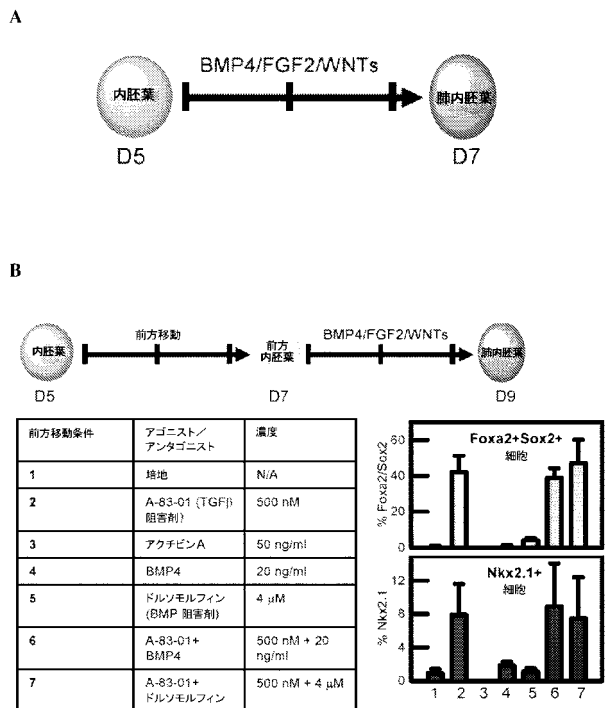 A
BMP4/FGF2/WNTs
内胚葉
肺内胚葉
D5
D7
B
内胚葉
前方移動
前方
内胚葉
BMP4/FGF2/WNTs
肺内胚葉
D5
D7
D9
前方移動条件
アゴニスト／
アンタゴニスト
濃度
1
培地
N/A
2
A-83-01 (TGFβ
阻害剤)
500 nM
3
アクチビンA
50 ng/ml
4
BMP4
20 ng/ml
5
ドルソモルフィン
(BMP 阻害剤)
4 μM
6
A-83-01+
BMP4
500 nM + 20
ng/ml
7
A-83-01+
ドルソモルフィン
500 nM + 4 μM
% Foxa2/Sox2
60
40
20
0
Foxa2+Sox2+
細胞
% Nkx2.1
12
8
4
0
Nkx2.1+
細胞
1 2 3 4 5 6 7